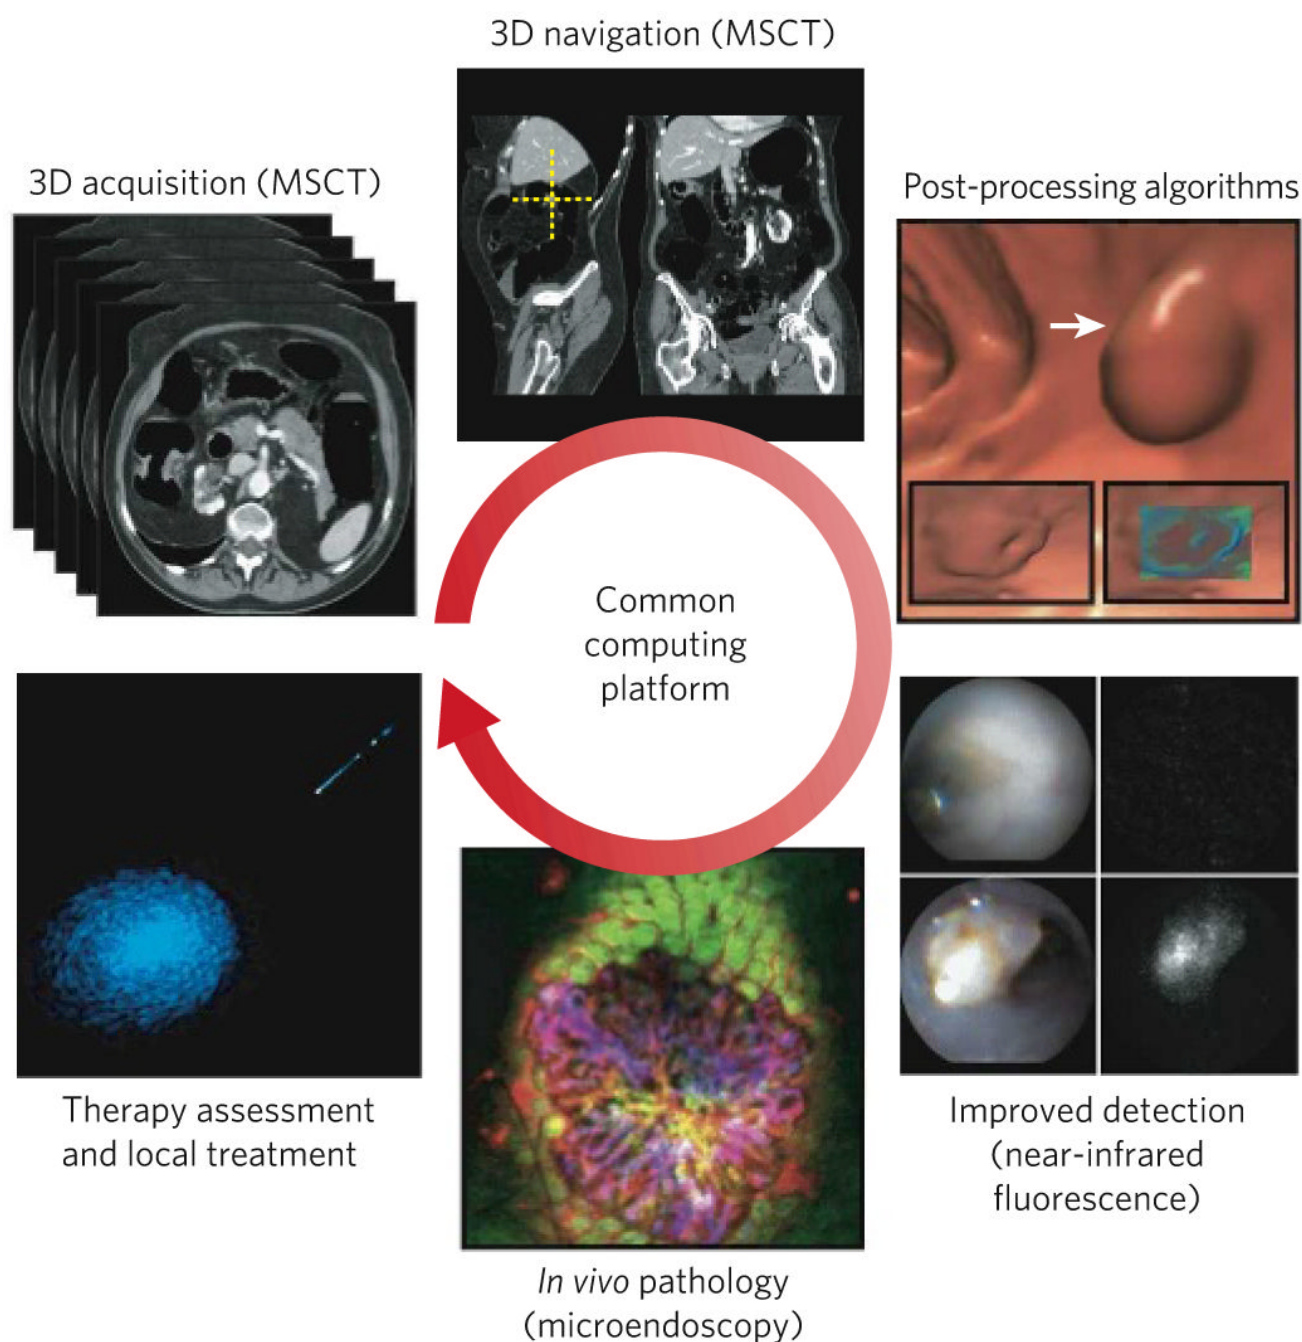 3D navigation (MSCT)
3D acquisition (MSCT)
Post-processing algorithms
Common
computing
platform
Therapy assessment
and local treatment
Improved detection
(near-infrared
fluorescence)
In vivo pathology
(microendoscopy)